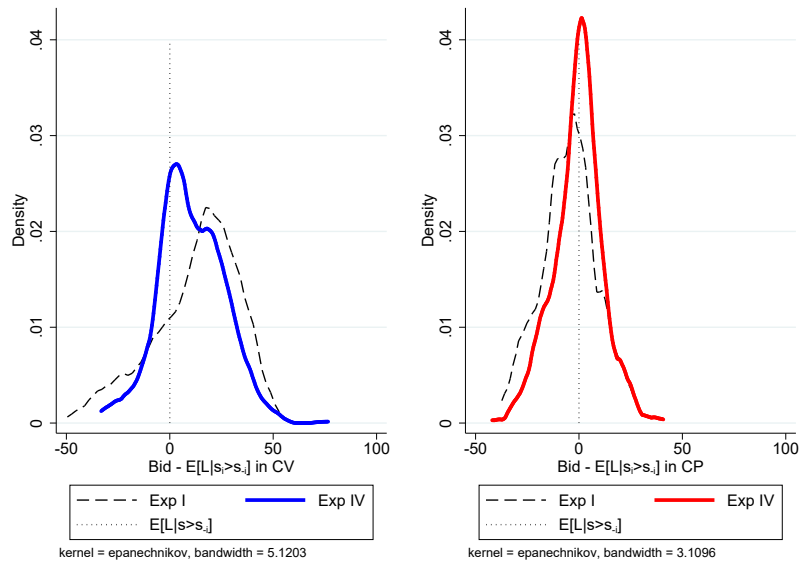 Density
.04
.03
.02
.01
0
-50 0 50 100
Bid - E[L|sᵢ>s₋ᵢ] in CV
Exp I
Exp IV
E[L|s>s₋ᵢ]
kernel = epanechnikov, bandwidth = 5.1203
Density
.04
.03
.02
.01
0
-50 0 50 100
Bid - E[L|sᵢ>s₋ᵢ] in CP
Exp I
Exp IV
E[L|s>s₋ᵢ]
kernel = epanechnikov, bandwidth = 3.1096